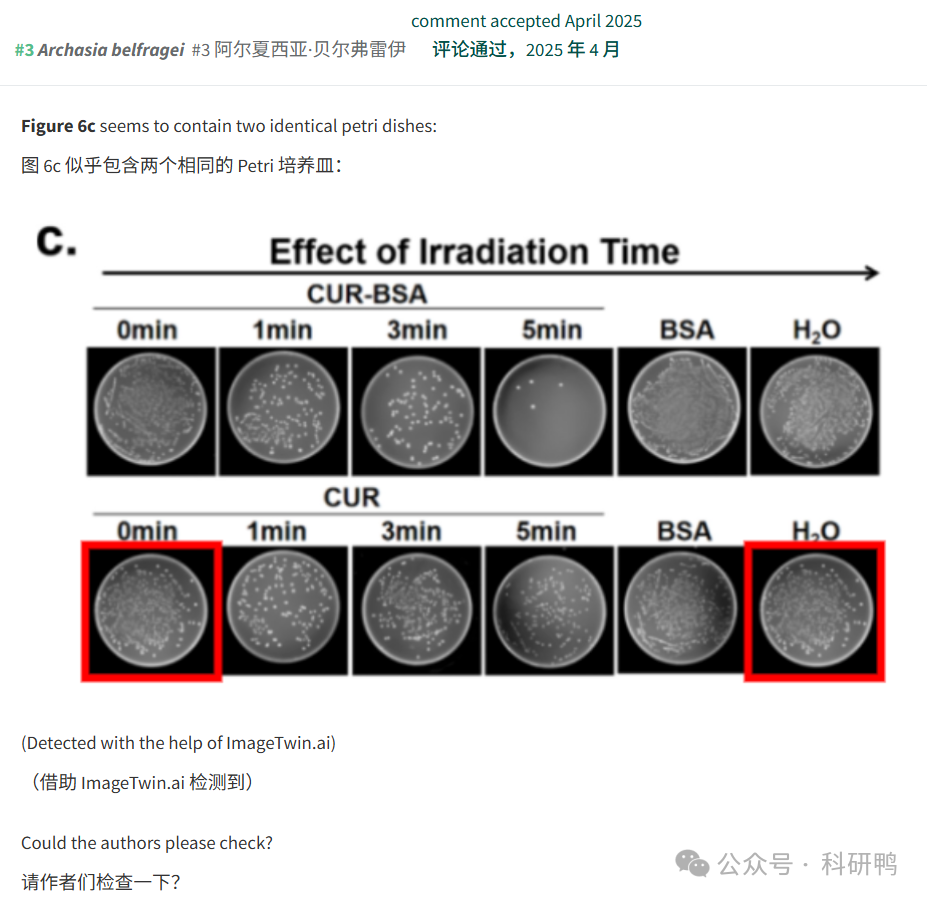 comment accepted April 2025
#3 Archasia belfragei #3 阿尔夏西亚·贝尔弗雷伊 评论通过，2025 年 4 月
Figure 6c seems to contain two identical petri dishes:
图 6c 似乎包含两个相同的 Petri 培养皿：
c.
Effect of Irradiation Time
CUR-BSA
0min 1min 3min 5min BSA H₂O
CUR
0min 1min 3min 5min BSA H₂O
(Detected with the help of ImageTwin.ai)
（借助 ImageTwin.ai 检测到）
Could the authors please check?
请作者们检查一下？
公众号 · 科研鸭